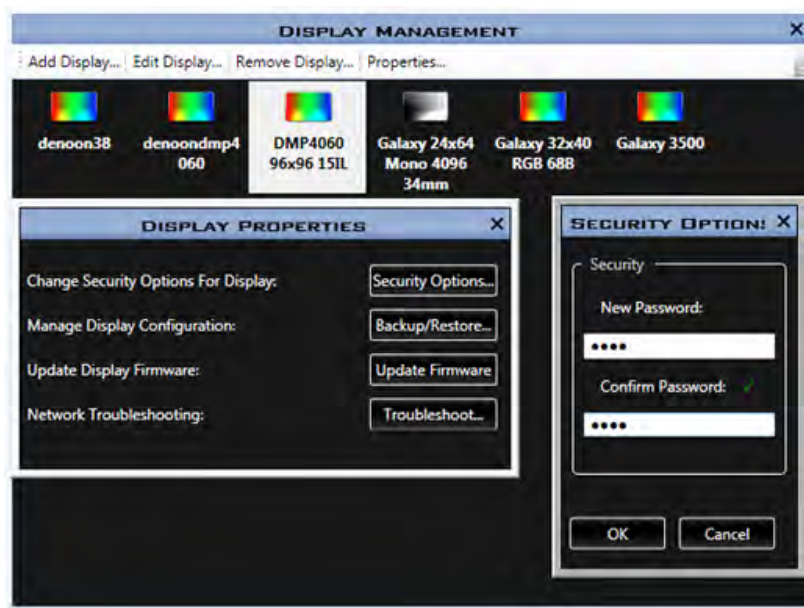 DISPLAY MANAGEMENT
Add Display... Edit Display... Remove Display... Properties...
denoon38
denoondmp4
060
DMP4060
96x96 15IL
Galaxy 24x64
Mono 4096
34mm
Galaxy 32x40
RGB 68B
Galaxy 3500
DISPLAY PROPERTIES
Change Security Options For Display: Security Options...
Manage Display Configuration: Backup/Restore...
Update Display Firmware: Update Firmware
Network Troubleshooting: Troubleshoot...
SECURITY OPTION:
Security
New Password:
••••
Confirm Password: ✓
••••
OK Cancel